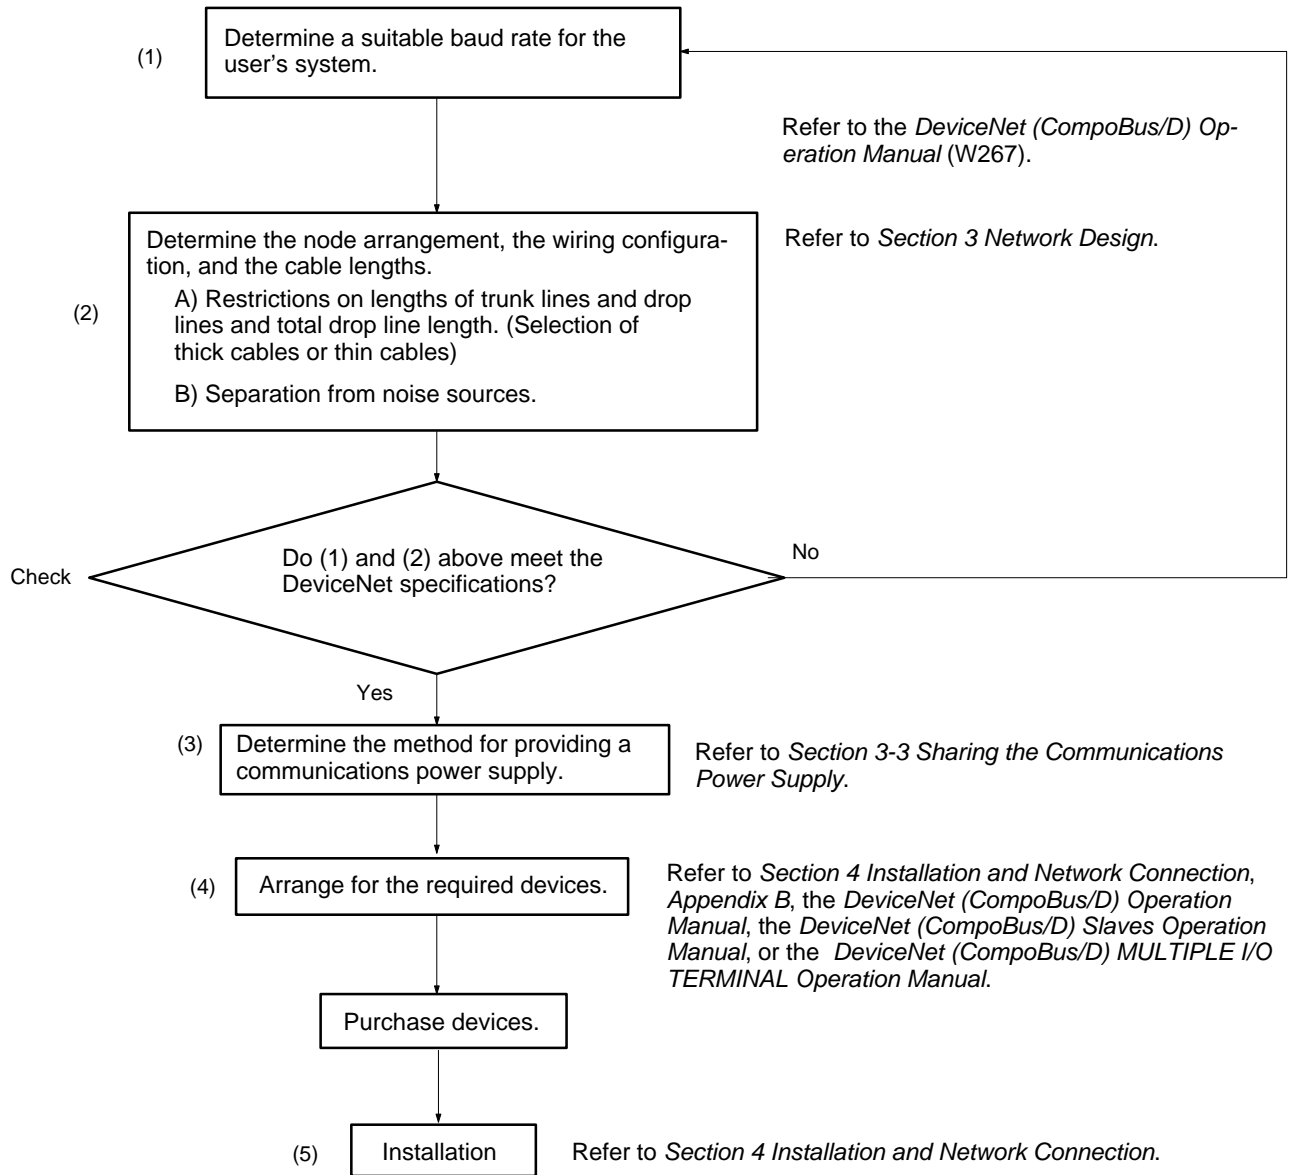 (1)
Determine a suitable baud rate for the
user's system.
Refer to the DeviceNet (CompoBus/D) Op-
eration Manual (W267).
(2)
Determine the node arrangement, the wiring configura-
tion, and the cable lengths.
A) Restrictions on lengths of trunk lines and drop
lines and total drop line length. (Selection of
thick cables or thin cables)
B) Separation from noise sources.
Refer to Section 3 Network Design.
Check
Do (1) and (2) above meet the
DeviceNet specifications?
No
Yes
(3)
Determine the method for providing a
communications power supply.
Refer to Section 3-3 Sharing the Communications
Power Supply.
(4)
Arrange for the required devices.
Refer to Section 4 Installation and Network Connection,
Appendix B, the DeviceNet (CompoBus/D) Operation
Manual, the DeviceNet (CompoBus/D) Slaves Operation
Manual, or the DeviceNet (CompoBus/D) MULTIPLE I/O
TERMINAL Operation Manual.
Purchase devices.
(5)
Installation
Refer to Section 4 Installation and Network Connection.